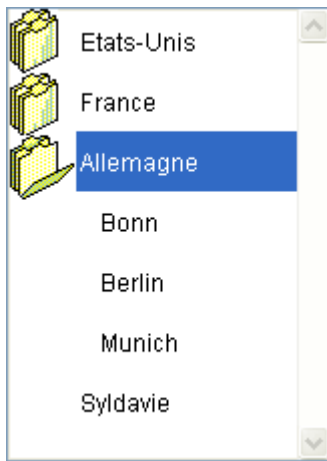 Etats-Unis
France
Allemagne
Bonn
Berlin
Munich
Syldavie